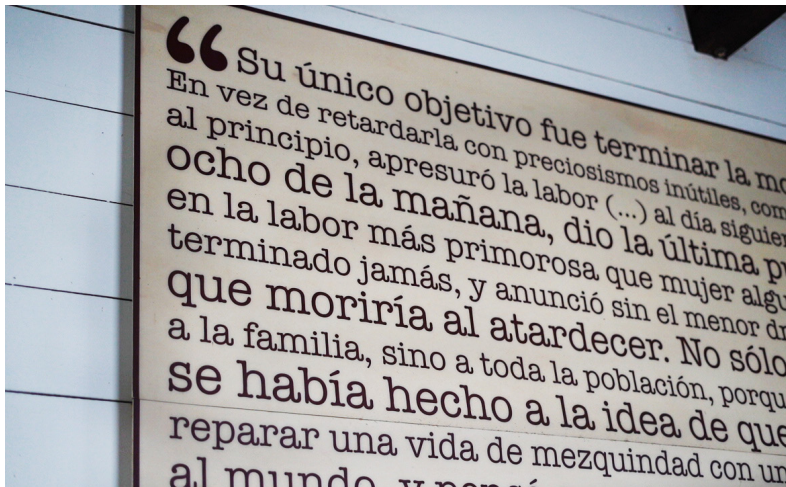 “Su único objetivo fue terminar la
En vez de retardarla con preciosismos inútiles,
al principio, apresuró la labor (...) al día
ocho de la mañana, dio la última
en la labor más primorosa que mujer
terminado jamás, y anunció sin el menor
que moriría al atardecer. No sólo
a la familia, sino a toda la población,
se había hecho a la idea de que
reparar una vida de mezquindad con
al mundo, y